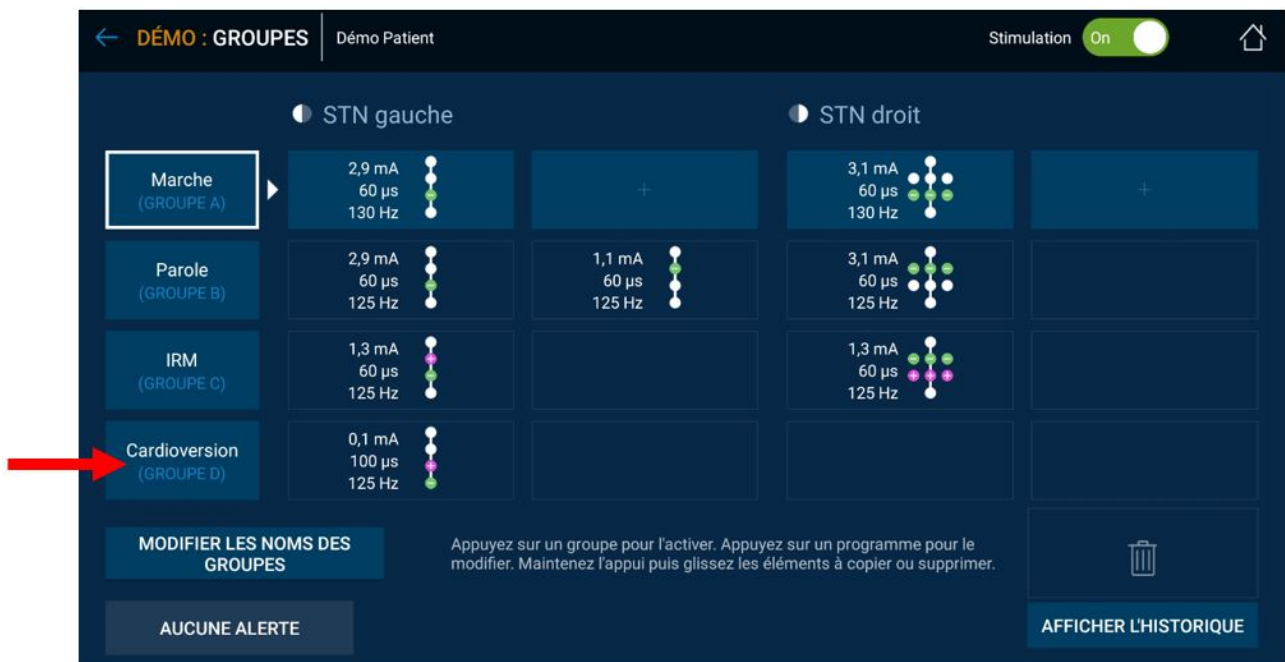 DÉMO : GROUPES Démo Patient Stimulation On
STN gauche STN droit
Marche
(GROUPE A)
2,9 mA
60 µs
130 Hz
+
3,1 mA
60 µs
130 Hz
+
Parole
(GROUPE B)
2,9 mA
60 µs
125 Hz
1,1 mA
60 µs
125 Hz
3,1 mA
60 µs
125 Hz
IRM
(GROUPE C)
1,3 mA
60 µs
125 Hz
1,3 mA
60 µs
125 Hz
Cardioversion
(GROUPE D)
0,1 mA
100 µs
125 Hz
MODIFIER LES NOMS DES
GROUPES
Appuyez sur un groupe pour l'activer. Appuyez sur un programme pour le
modifier. Maintenez l'appui puis glissez les éléments à copier ou supprimer.
AUCUNE ALERTE
AFFICHER L'HISTORIQUE